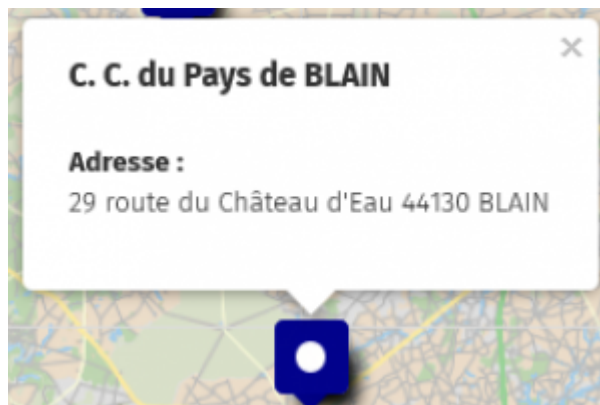 C. C. du Pays de BLAIN
Adresse :
29 route du Château d'Eau 44130 BLAIN